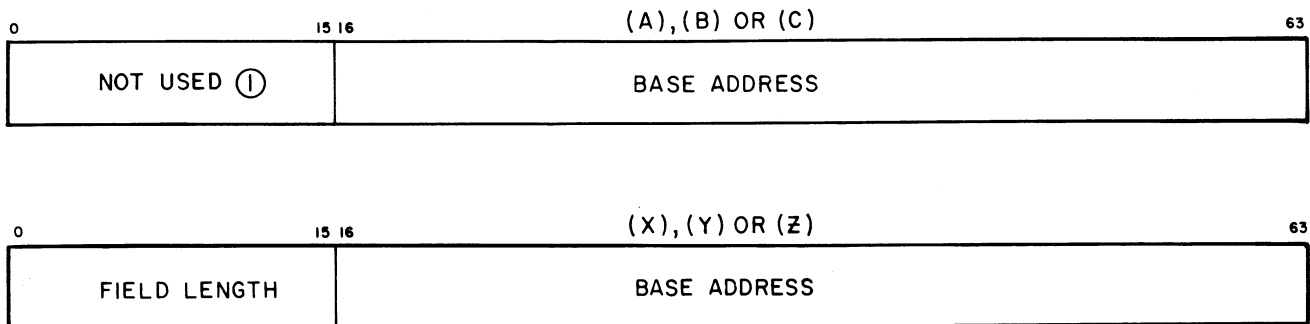 (A),(B) OR (C)
0 15 16 63
NOT USED ① BASE ADDRESS
(X),(Y) OR (Z)
0 15 16 63
FIELD LENGTH BASE ADDRESS